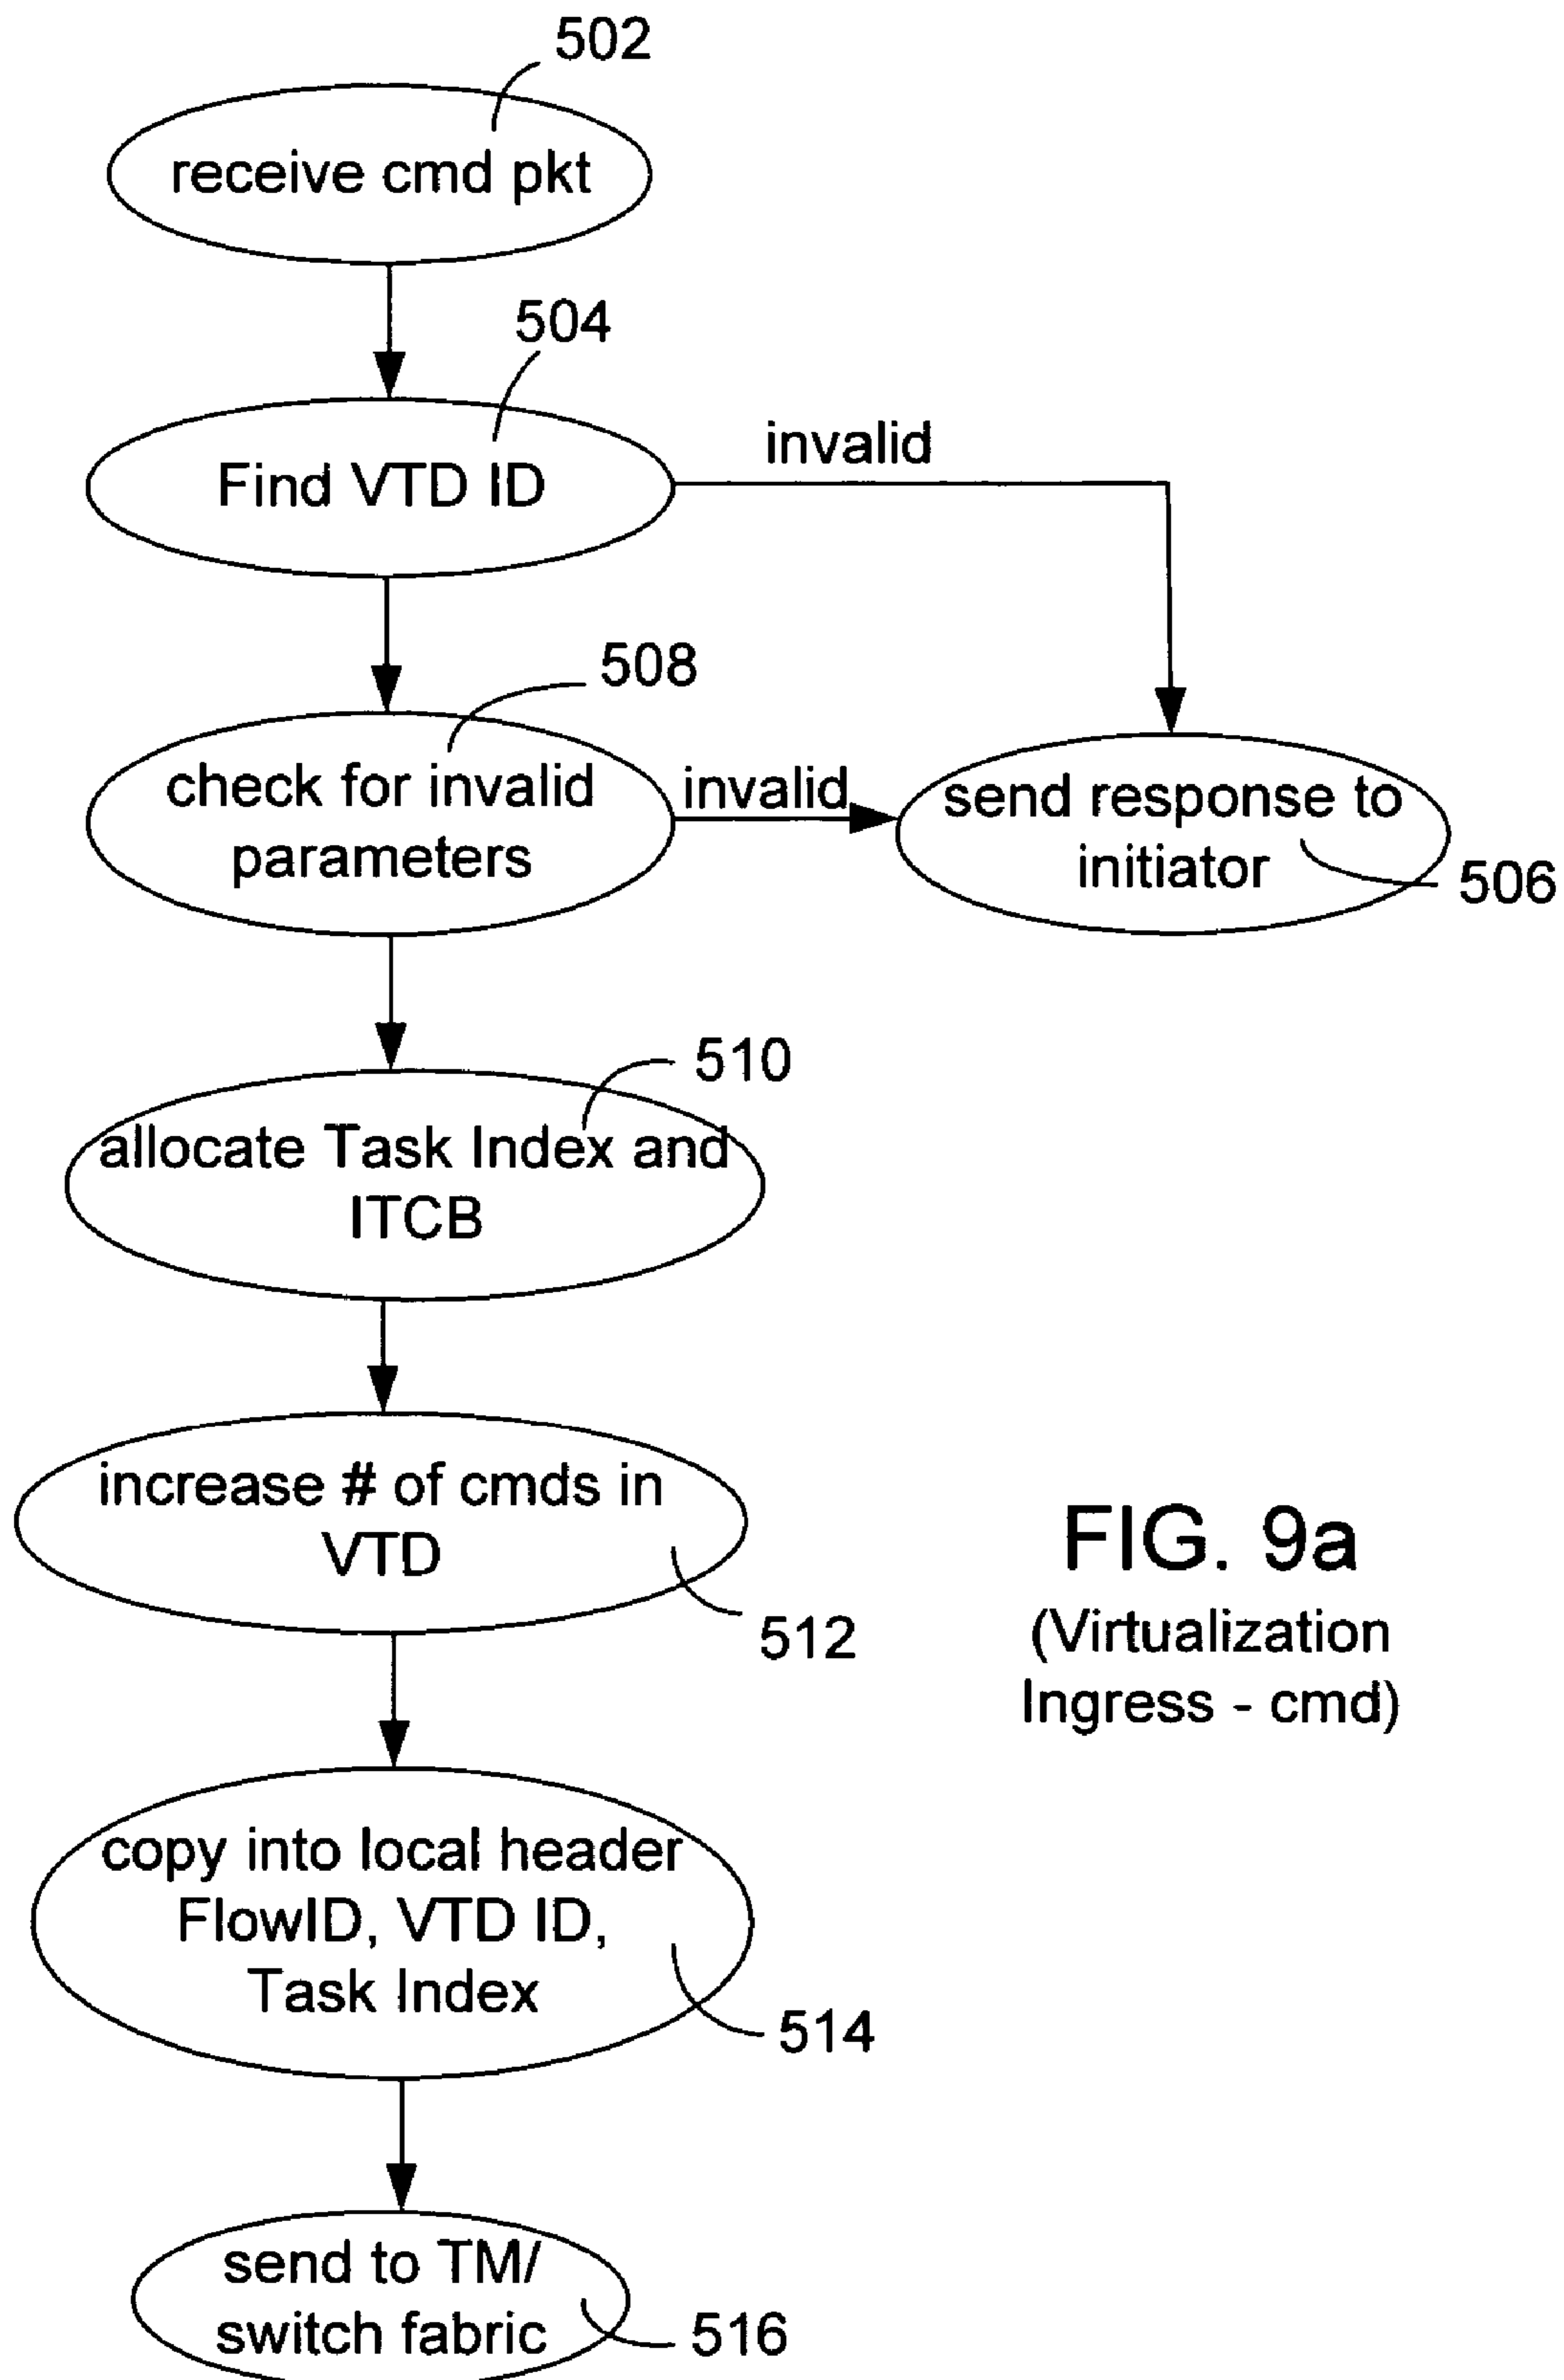 502
receive cmd pkt
504
Find VTD ID
invalid
508
check for invalid
parameters
invalid
send response to
initiator
506
510
allocate Task Index and
ITCB
increase # of cmds in
VTD
512
FIG. 9a
(Virtualization
Ingress - cmd)
copy into local header
FlowID, VTD ID,
Task Index
514
send to TM/
switch fabric
516